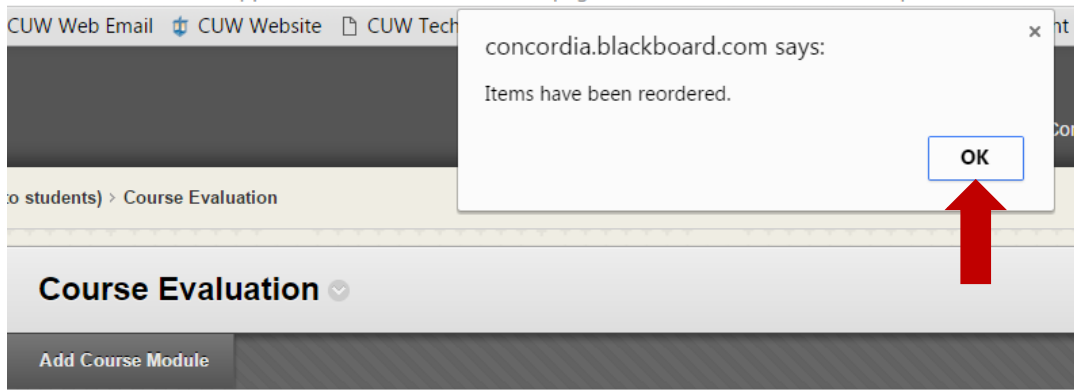 CUW Web Email CUW Website CUW Tech
concordia.blackboard.com says:
Items have been reordered.
OK
to students) > Course Evaluation
Course Evaluation
Add Course Module